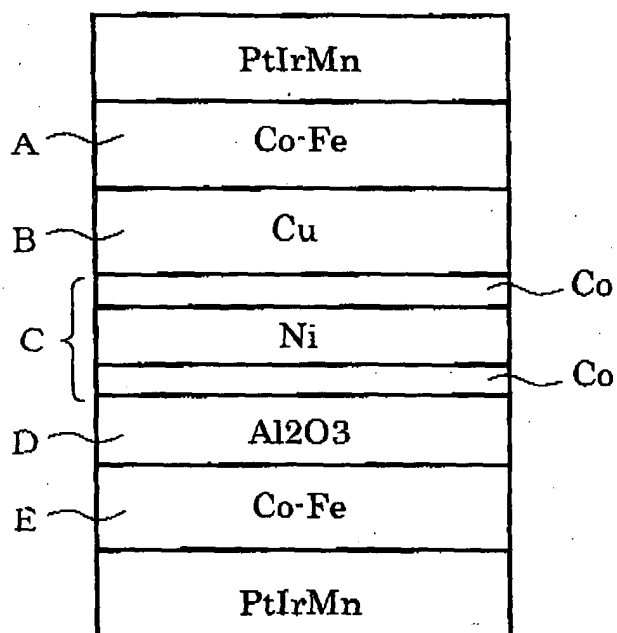 PtIrMn
A Co-Fe
B Cu
Co
C Ni
Co
D Al2O3
E Co-Fe
PtIrMn